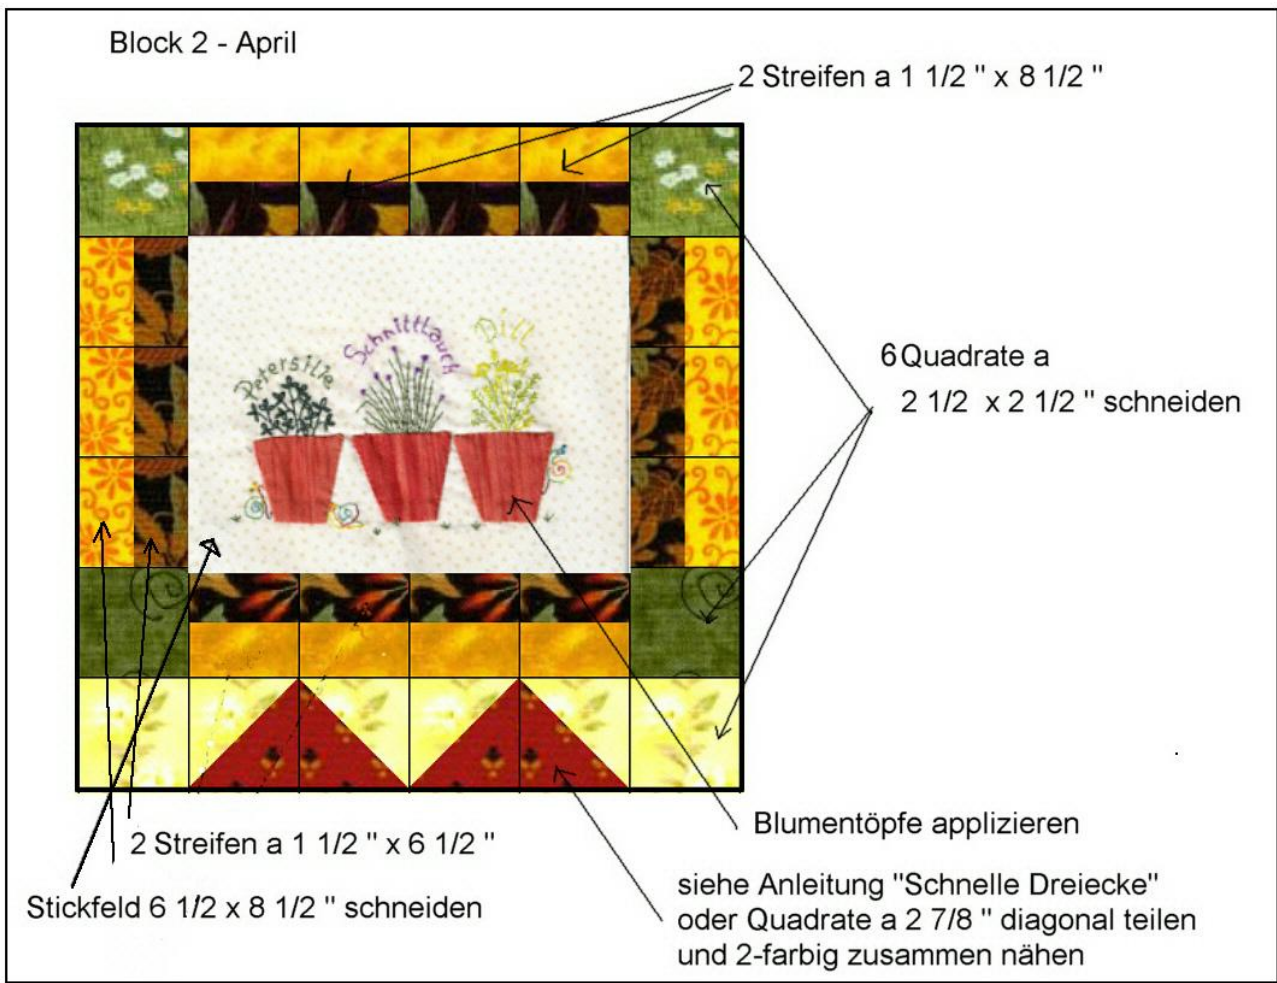 Block 2 - April
2 Streifen a 1 1/2 " x 8 1/2 "
Petersilie
Schnittlauch
Dill
6 Quadrate a
2 1/2 x 2 1/2 " schneiden
Blumentöpfe applizieren
2 Streifen a 1 1/2 " x 6 1/2 "
siehe Anleitung "Schnelle Dreiecke"
Stickfeld 6 1/2 x 8 1/2 " schneiden
oder Quadrate a 2 7/8 " diagonal teilen
und 2-farbig zusammen nähen